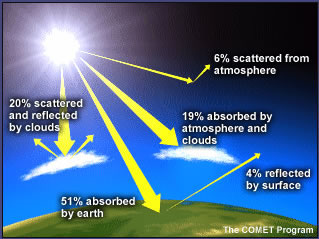 6% scattered from
atmosphere
20% scattered
and reflected
by clouds
19% absorbed by
atmosphere and
clouds
4% reflected
by surface
51% absorbed
by earth
The COMET Program